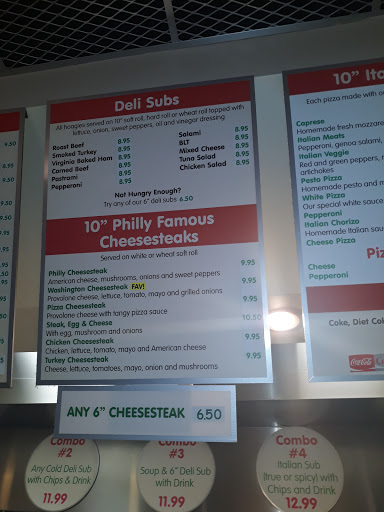 Deli Subs
All hoagies served on 10" soft roll, hard roll or wheat roll topped with
lettuce, onion, sweet peppers, oil and vinegar dressing
Roast Beef 8.95
Smoked Turkey 8.95
Virginia Baked Ham 8.95
Corned Beef 8.95
Pastrami 8.95
Pepperoni 8.95
Salami 8.95
BLT 8.95
Mixed Cheese 8.95
Tuna Salad 8.95
Chicken Salad 8.95
Not Hungry Enough?
Try any of our 6" deli subs 6.50
10" Philly Famous
Cheesesteaks
Served on white or wheat soft roll
Philly Cheesesteak 9.95
American cheese, mushrooms, onions and sweet peppers
Washington Cheesesteak FAV! 9.95
Provolone cheese, lettuce, tomato, mayo and grilled onions
Pizza Cheesesteak 9.95
Provolone cheese with tangy pizza sauce
Steak, Egg & Cheese 10.50
With egg, mushroom and onions
Chicken Cheesesteak 9.95
Chicken, lettuce, tomato, mayo and American cheese
Turkey Cheesesteak 9.95
Cheese, lettuce, tomatoes, mayo, onion and mushrooms
ANY 6" CHEESESTEAK 6.50
Combo
#2
Any Cold Deli Sub
with Chips & Drink
11.99
Combo
#3
Soup & 6" Deli Sub
with Drink
11.99
Combo
#4
Italian Sub
(true or spicy) with
Chips and Drink
12.99
10" Ita
Each pizza made with o
Caprese
Homemade fresh mozzar
Italian Meats
Pepperoni, genoa salami,
Italian Veggie
Red and green peppers,
artichokes
Pesto Pizza
Homemade pesto and m
White Pizza
Our special white sauce
Pepperoni
Italian Chorizo
Homemade Italian sau
Cheese Pizza
Piz
Cheese
Pepperoni
Coke, Diet Col
Coca-Cola